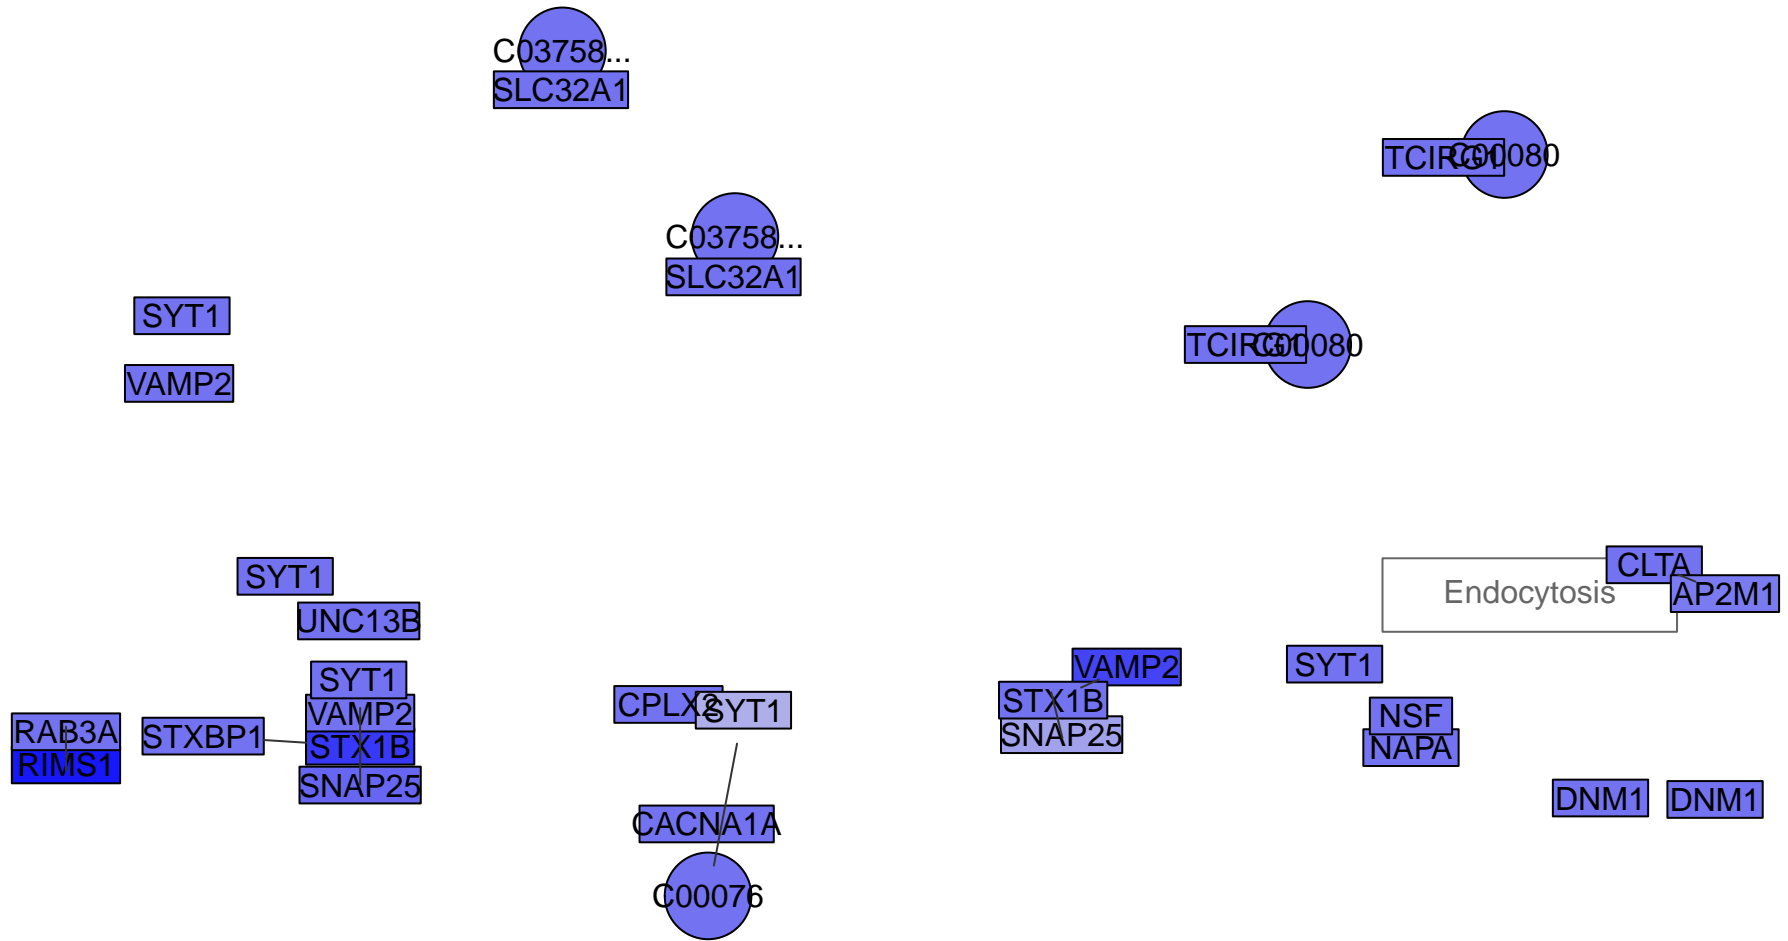 C03758...
SLC32A1
TCIRG1
C00080
C03758...
SLC32A1
SYT1
TCIRG1
C00080
VAMP2
SYT1
CLTA
Endocytosis
AP2M1
UNC13B
SYT1
SYT1
VAMP2
STX1B
SNAP25
CPLX2
SYT1
VAMP2
NSF
NAPA
RAB3A
RIMS1
STXBP1
STX1B
SNAP25
DNM1
DNM1
CACNA1A
C00076